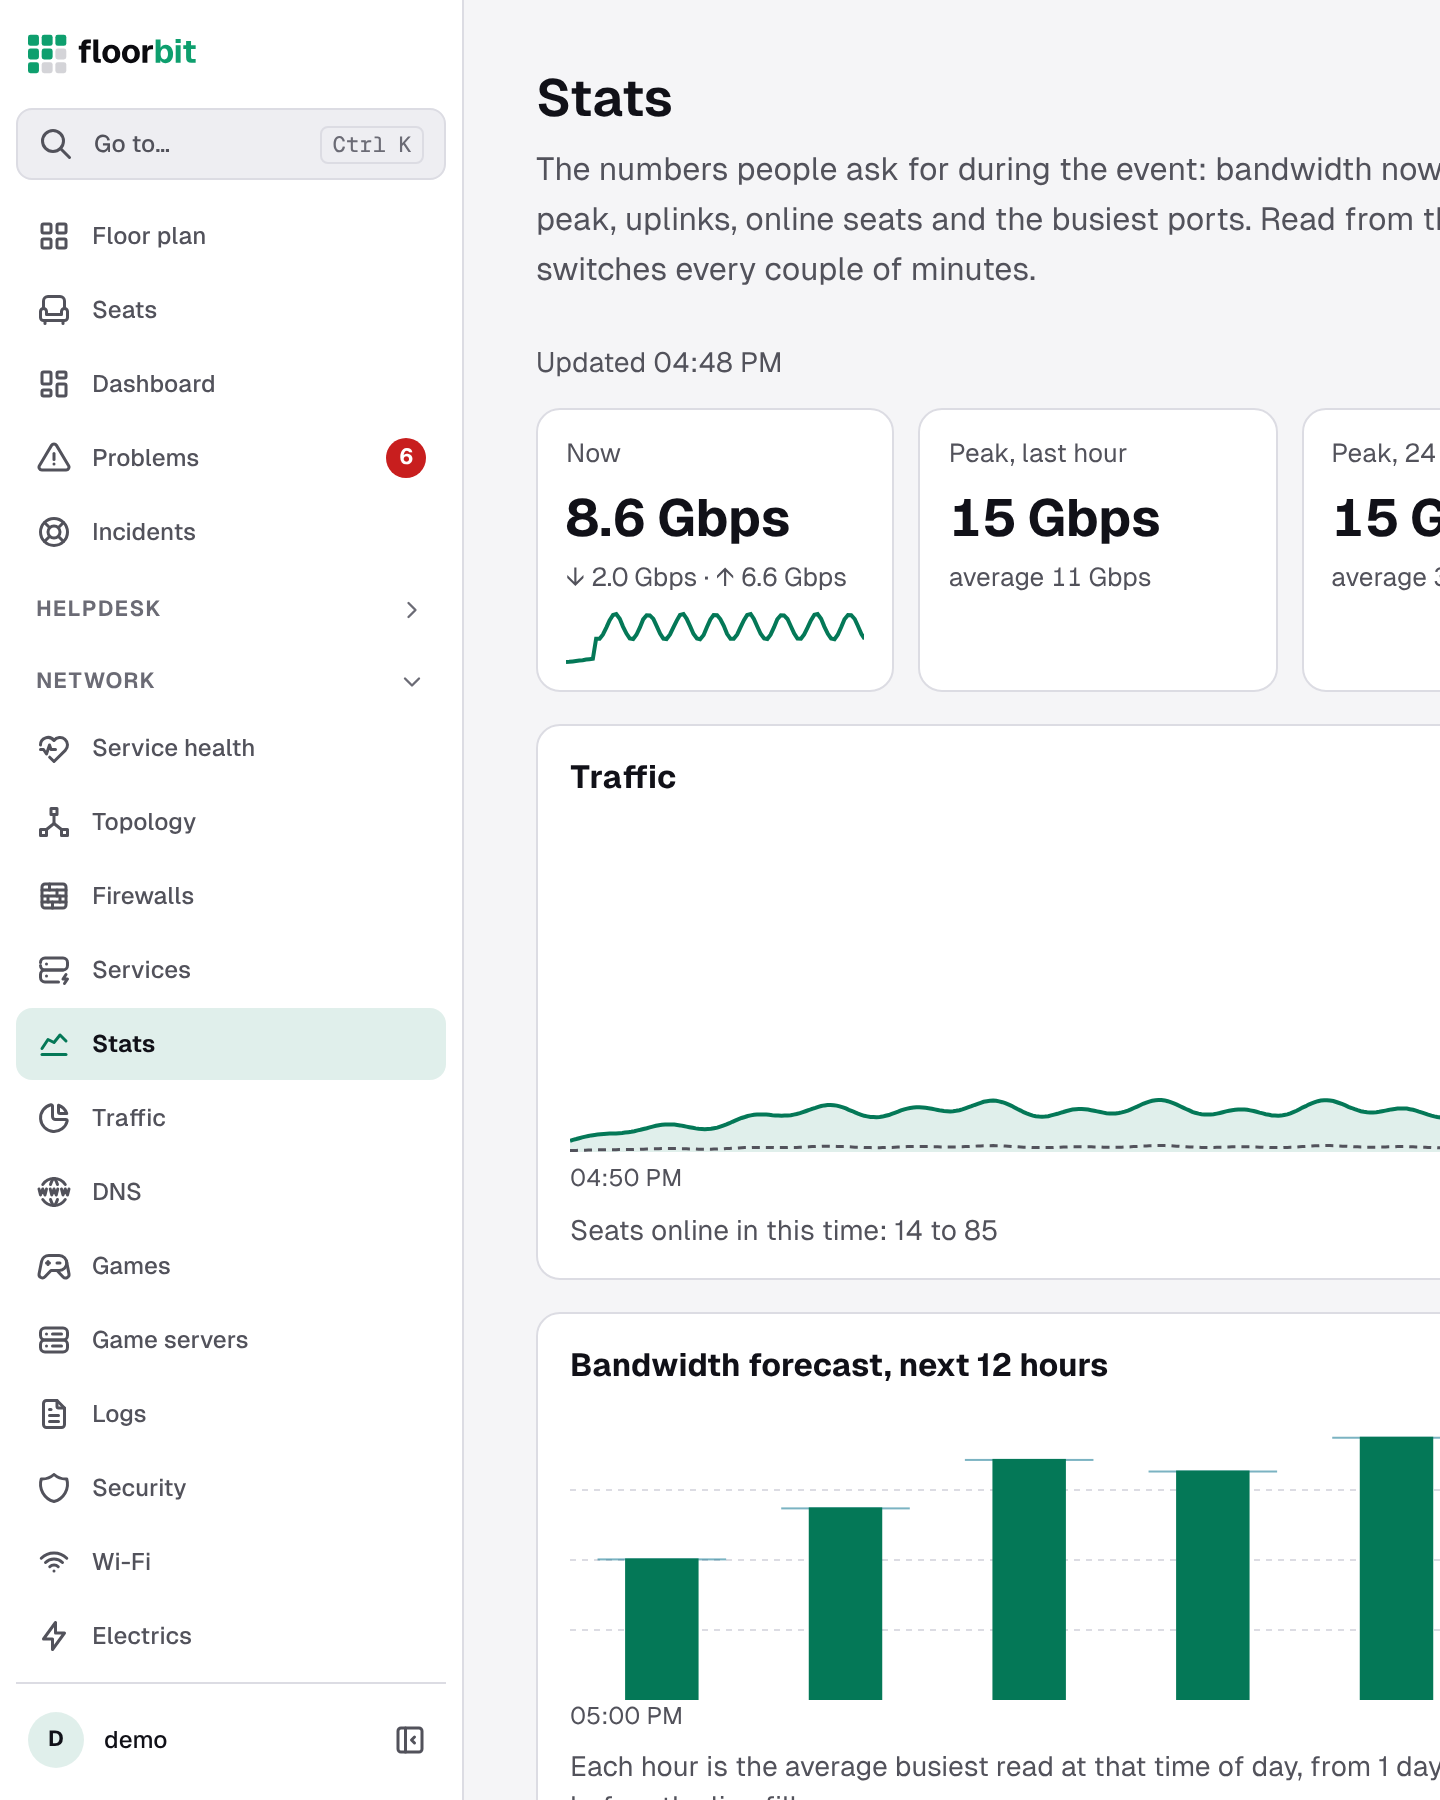 floorbit
Go to...
Ctrl K
Floor plan
Seats
Dashboard
Problems
6
Incidents
HELPDESK
NETWORK
Service health
Topology
Firewalls
Services
Stats
Traffic
DNS
Games
Game servers
Logs
Security
Wi-Fi
Electrics
D
demo
Stats
The numbers people ask for during the event: bandwidth now
peak, uplinks, online seats and the busiest ports. Read from
switches every couple of minutes.
Updated 04:48 PM
Now
8.6 Gbps
↓ 2.0 Gbps · ↑ 6.6 Gbps
Peak, last hour
15 Gbps
average 11 Gbps
Peak, 24
15
average
Traffic
04:50 PM
Seats online in this time: 14 to 85
Bandwidth forecast, next 12 hours
05:00 PM
Each hour is the average busiest read at that time of day, from 1 day